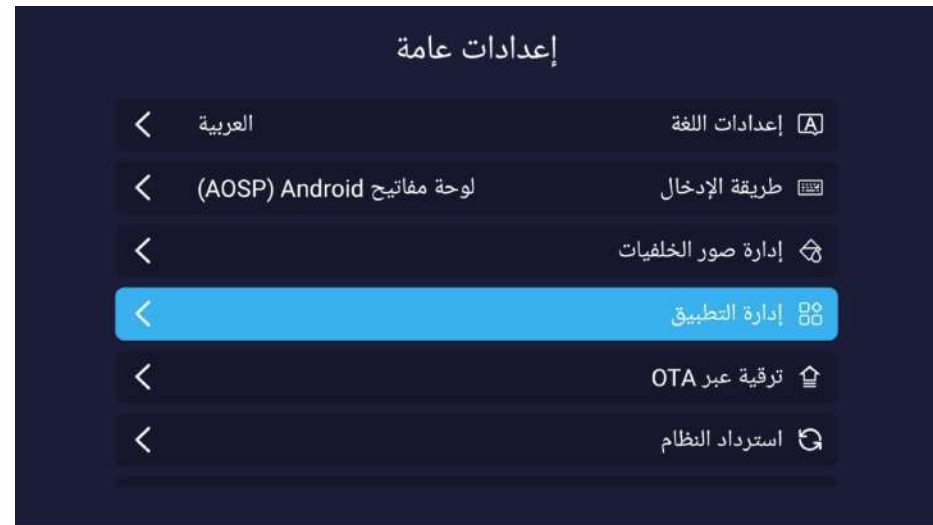 إعدادات عامة
إعدادات اللغة العربية
طريقة الإدخال لوحة مفاتيح Android (AOSP)
إدارة صور الخلفيات
إدارة التطبيق
ترقية عبر OTA
استرداد النظام